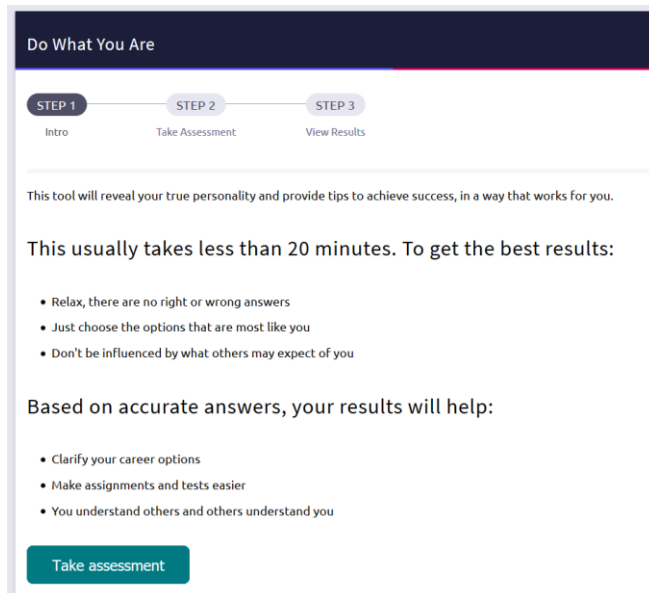 Do What You Are
STEP 1 STEP 2 STEP 3
Intro Take Assessment View Results
This tool will reveal your true personality and provide tips to achieve success, in a way that works for you.
This usually takes less than 20 minutes. To get the best results:
• Relax, there are no right or wrong answers
• Just choose the options that are most like you
• Don't be influenced by what others may expect of you
Based on accurate answers, your results will help:
• Clarify your career options
• Make assignments and tests easier
• You understand others and others understand you
Take assessment